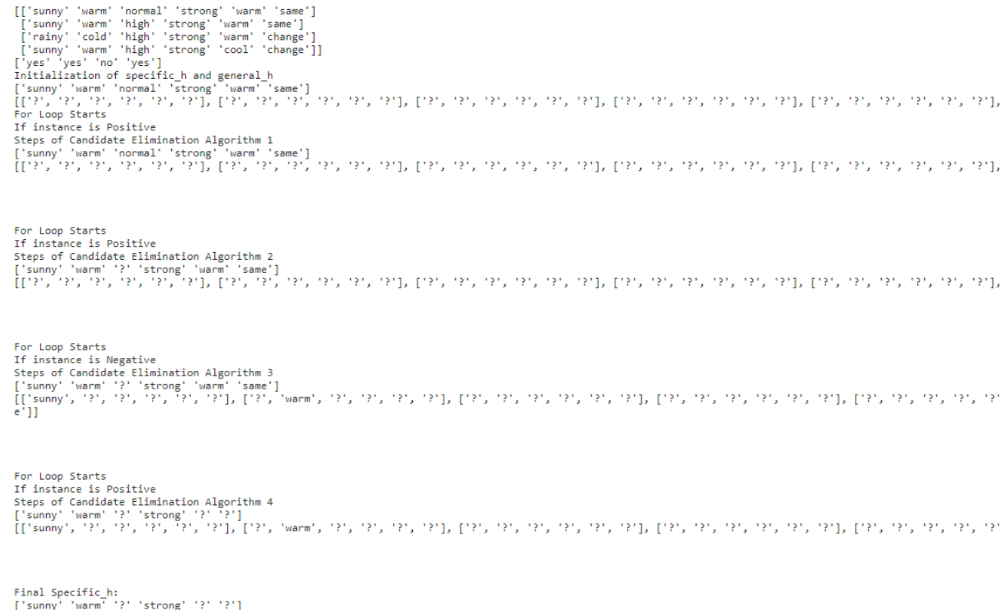 [['sunny' 'warm' 'normal' 'strong' 'warm' 'same']
['sunny' 'warm' 'high' 'strong' 'warm' 'same']
['rainy' 'cold' 'high' 'strong' 'warm' 'change']
['sunny' 'warm' 'high' 'strong' 'cool' 'change']]
['yes' 'yes' 'no' 'yes']
Initialization of specific_h and general_h
['sunny' 'warm' 'normal' 'strong' 'warm' 'same']
[['?', '?', '?', '?', '?', '?'], ['?', '?', '?', '?', '?', '?'], ['?', '?', '?', '?', '?', '?'], ['?', '?', '?', '?', '?', '?'], ['?', '?', '?', '?', '?', '?'],
For Loop Starts
If instance is Positive
Steps of Candidate Elimination Algorithm 1
['sunny' 'warm' 'normal' 'strong' 'warm' 'same']
[['?', '?', '?', '?', '?', '?'], ['?', '?', '?', '?', '?', '?'], ['?', '?', '?', '?', '?', '?'], ['?', '?', '?', '?', '?', '?'], ['?', '?', '?', '?', '?', '?'],
For Loop Starts
If instance is Positive
Steps of Candidate Elimination Algorithm 2
['sunny' 'warm' '?' 'strong' 'warm' 'same']
[['?', '?', '?', '?', '?', '?'], ['?', '?', '?', '?', '?', '?'], ['?', '?', '?', '?', '?', '?'], ['?', '?', '?', '?', '?', '?'], ['?', '?', '?', '?', '?', '?'],
For Loop Starts
If instance is Negative
Steps of Candidate Elimination Algorithm 3
['sunny' 'warm' '?' 'strong' 'warm' 'same']
[['sunny', '?', '?', '?', '?', '?'], ['?', 'warm', '?', '?', '?', '?'], ['?', '?', '?', '?', '?', '?'], ['?', '?', '?', '?', '?', '?'], ['?', '?', '?', '?', '?'
e']]
For Loop Starts
If instance is Positive
Steps of Candidate Elimination Algorithm 4
['sunny' 'warm' '?' 'strong' '?' '?']
[['sunny', '?', '?', '?', '?', '?'], ['?', 'warm', '?', '?', '?', '?'], ['?', '?', '?', '?', '?', '?'], ['?', '?', '?', '?', '?', '?'], ['?', '?', '?', '?', '?'
Final Specific_h:
['sunny' 'warm' '?' 'strong' '?' '?']